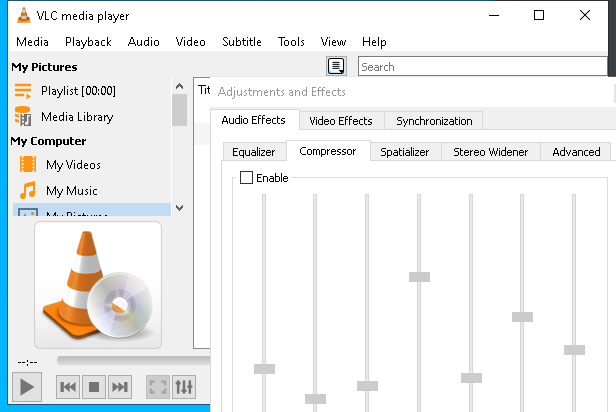 VLC media player
Media Playback Audio Video Subtitle Tools View Help
My Pictures
Search
Playlist [00:00]
Adjustments and Effects
Media Library
Audio Effects Video Effects Synchronization
My Computer
Equalizer Compressor Spatializer Stereo Widener Advanced
My Videos
Enable
My Music
My Pictures
--:--